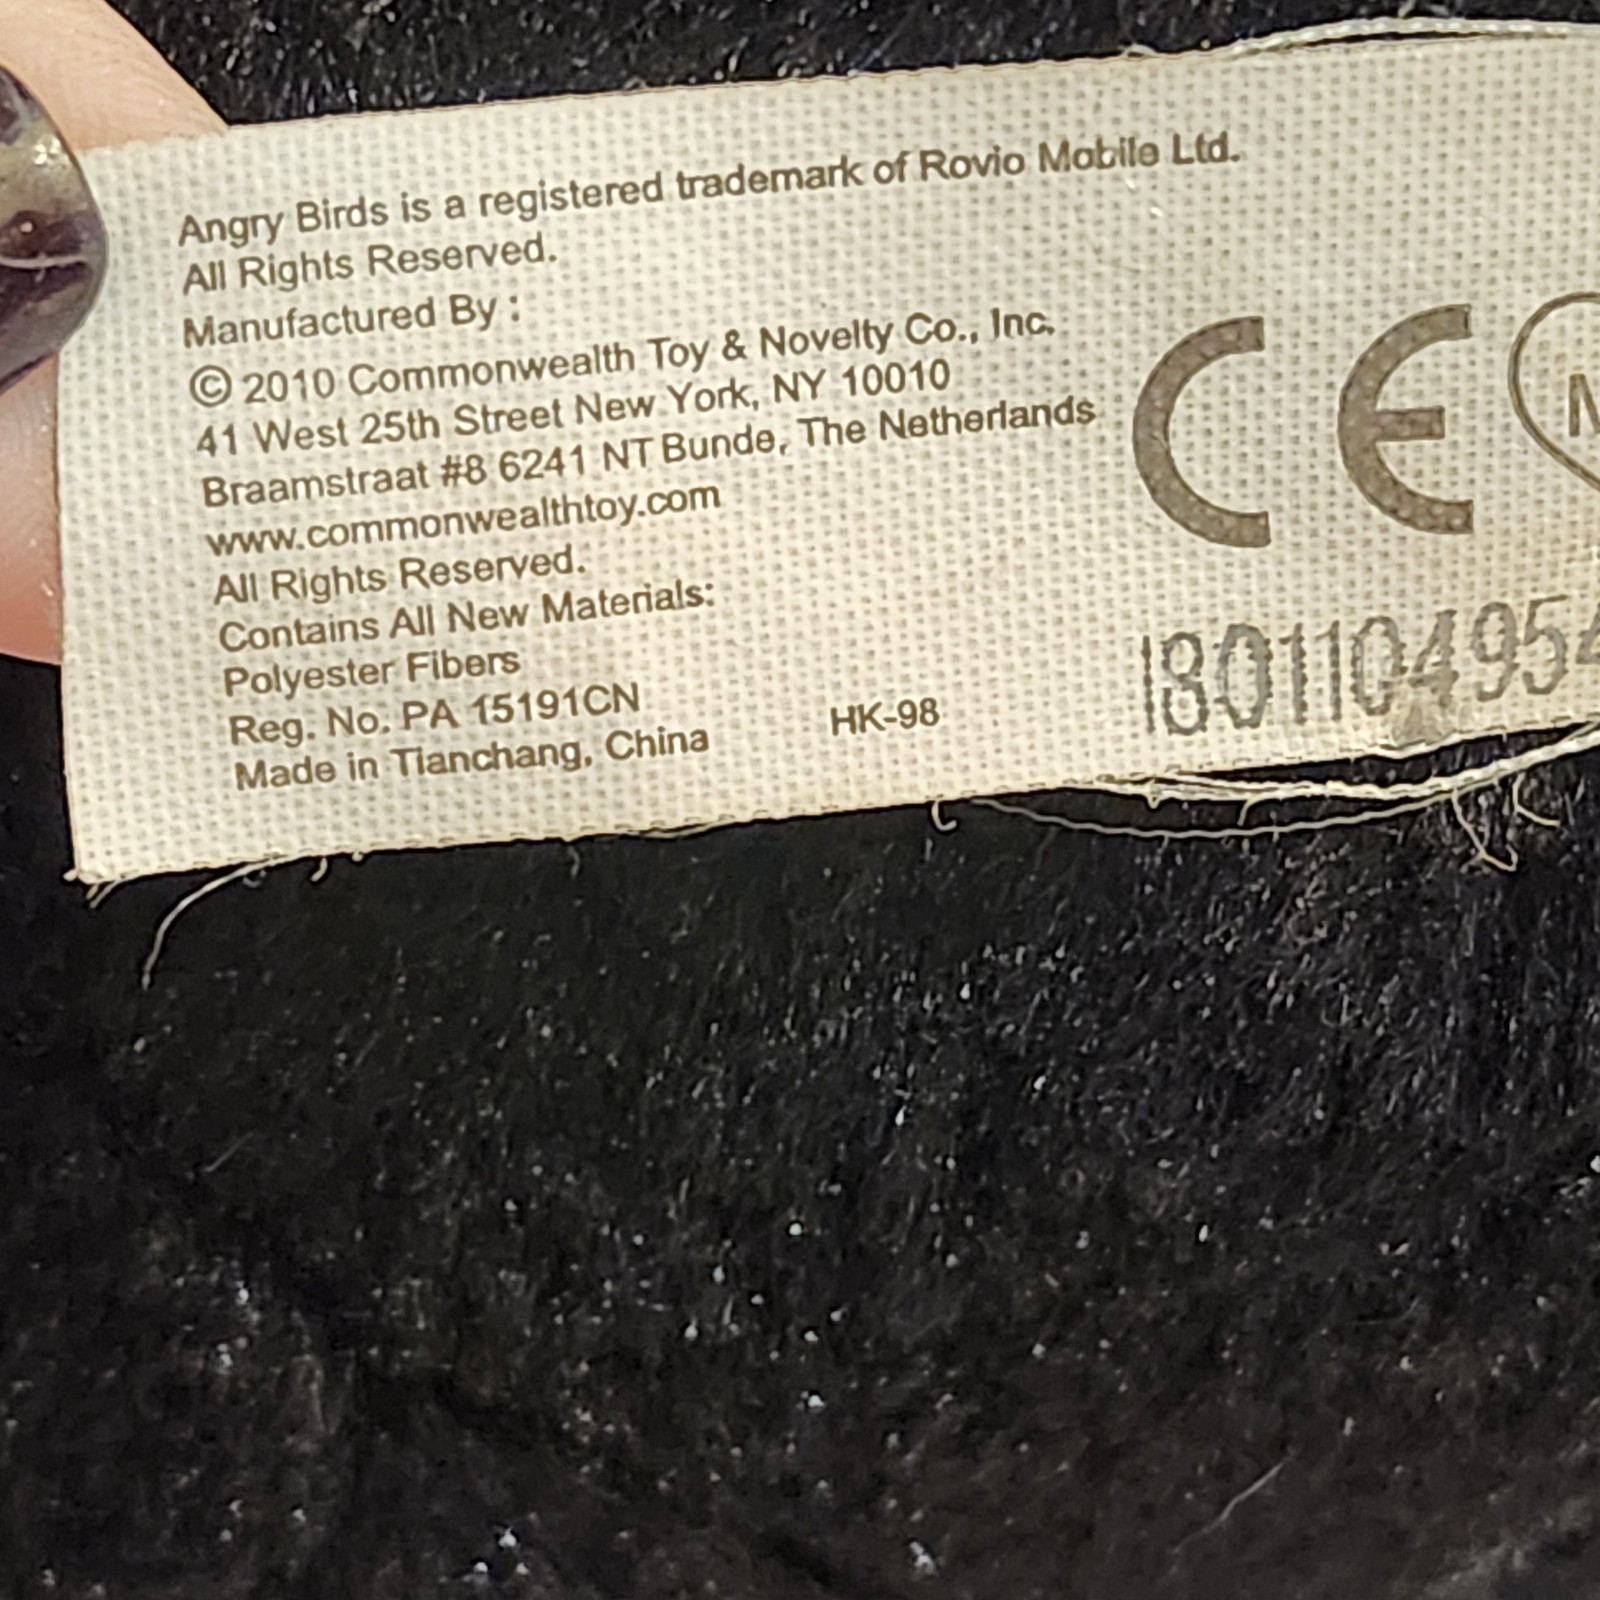 Angry Birds is a registered trademark of Rovio Mobile Ltd.
All Rights Reserved.
Manufactured By :
© 2010 Commonwealth Toy & Novelty Co., Inc.
41 West 25th Street New York, NY 10010
Braamstraat #8 6241 NT Bunde, The Netherlands
www.commonwealthtoy.com
All Rights Reserved.
Contains All New Materials:
Polyester Fibers
Reg. No. PA 15191CN
Made in Tianchang, China
HK-98
CE
180110495